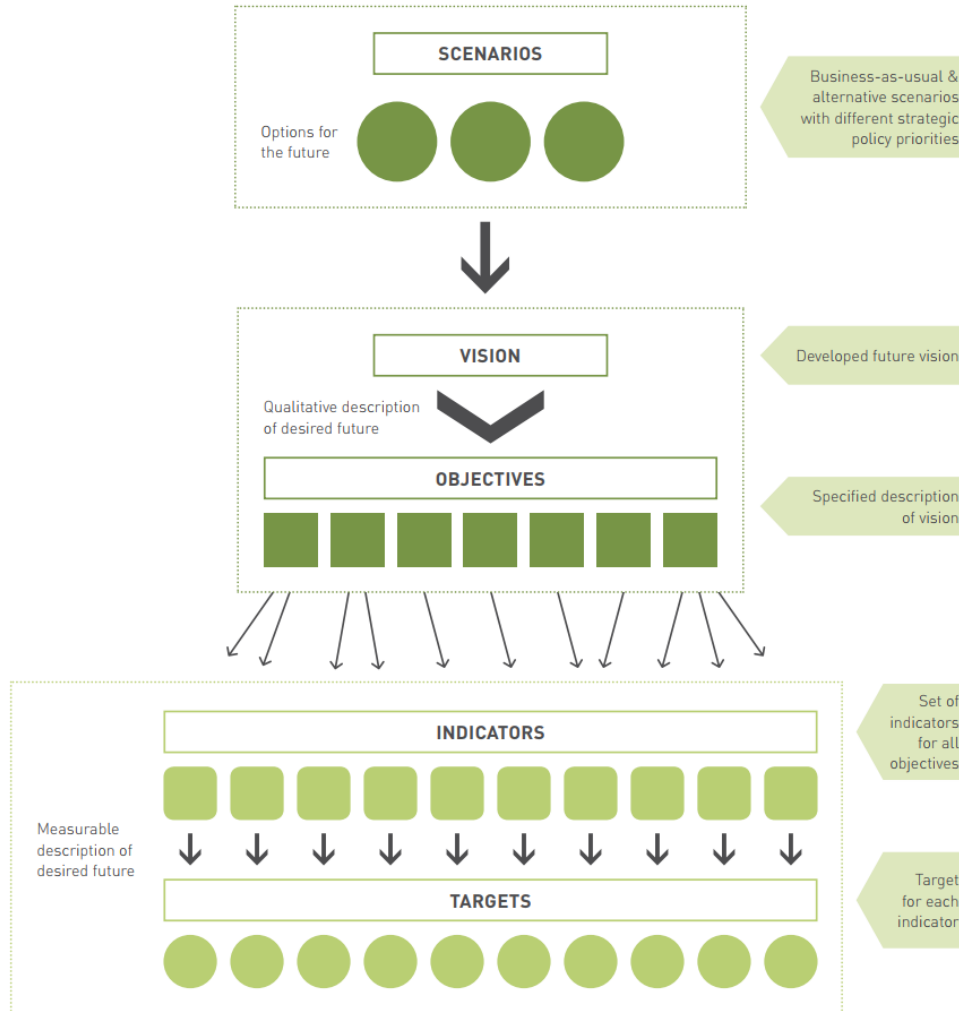 SCENARIOS
Options for
the future
Business-as-usual &
alternative scenarios
with different strategic
policy priorities
VISION
Developed future vision
Qualitative description
of desired future
OBJECTIVES
Specified description
of vision
INDICATORS
Set of
indicators
for all
objectives
Measurable
description of
desired future
TARGETS
Target
for each
indicator